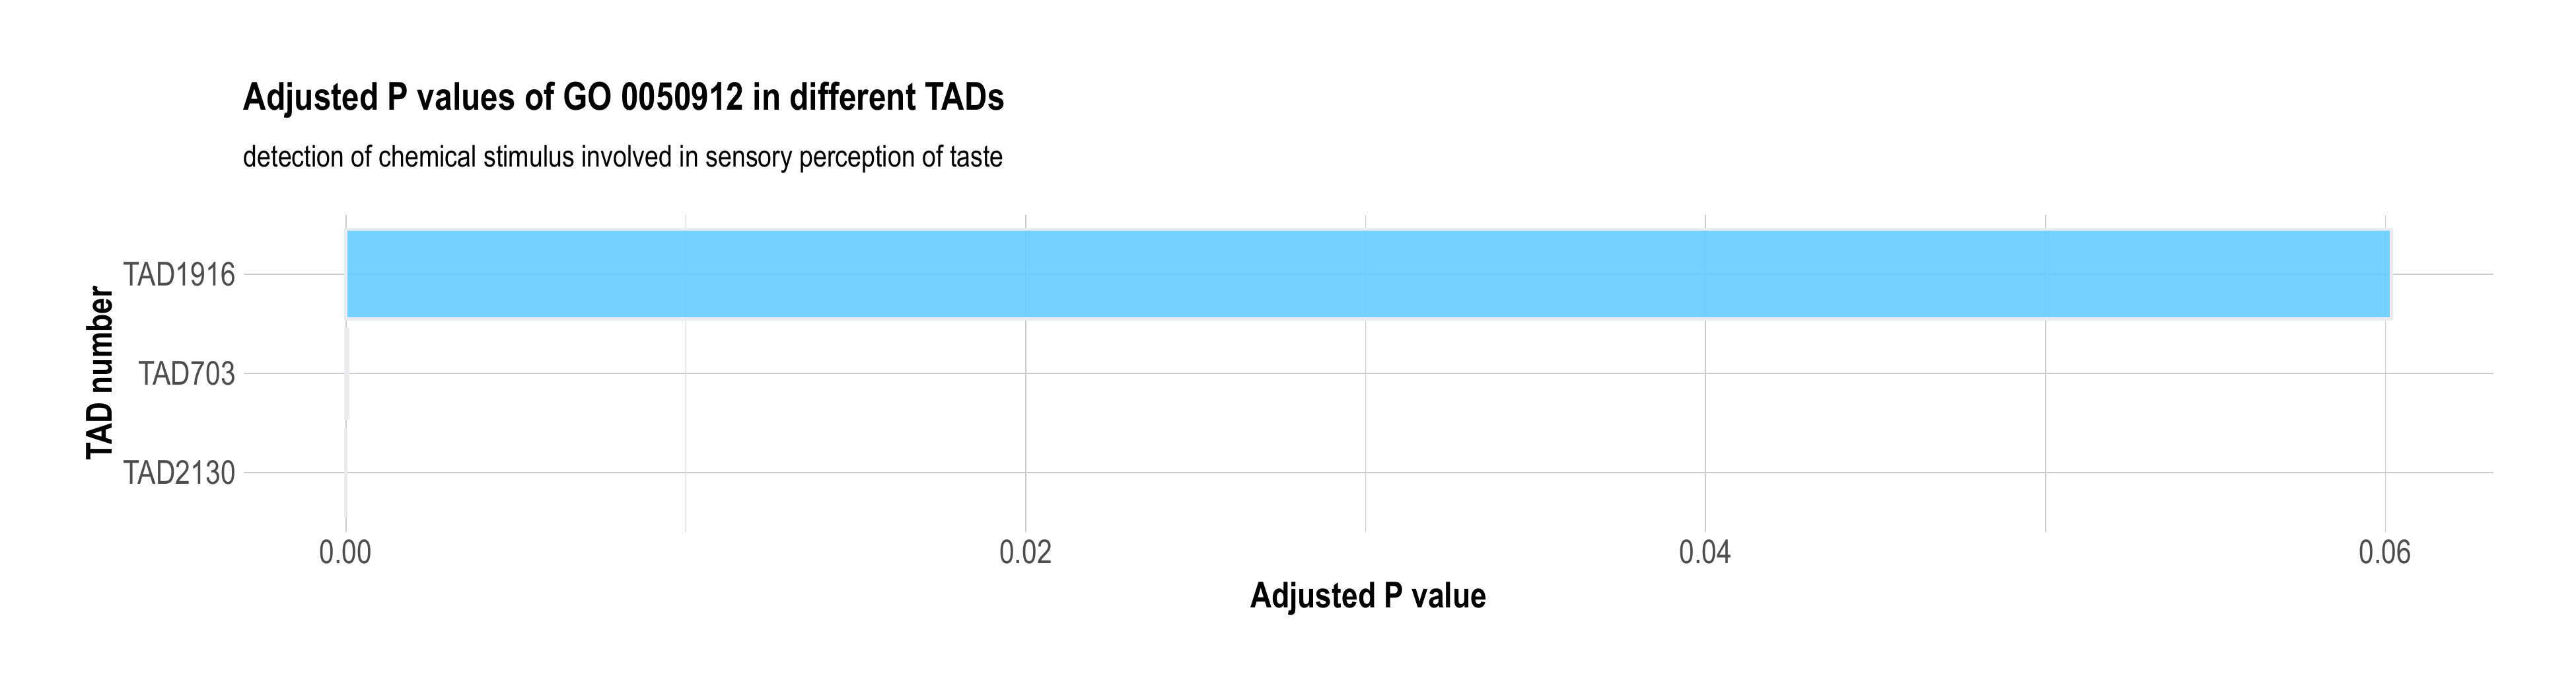 Adjusted P values of GO 0050912 in different TADs
detection of chemical stimulus involved in sensory perception of taste
TAD number
TAD1916
TAD703
TAD2130
0.00 0.02 0.04 0.06
Adjusted P value